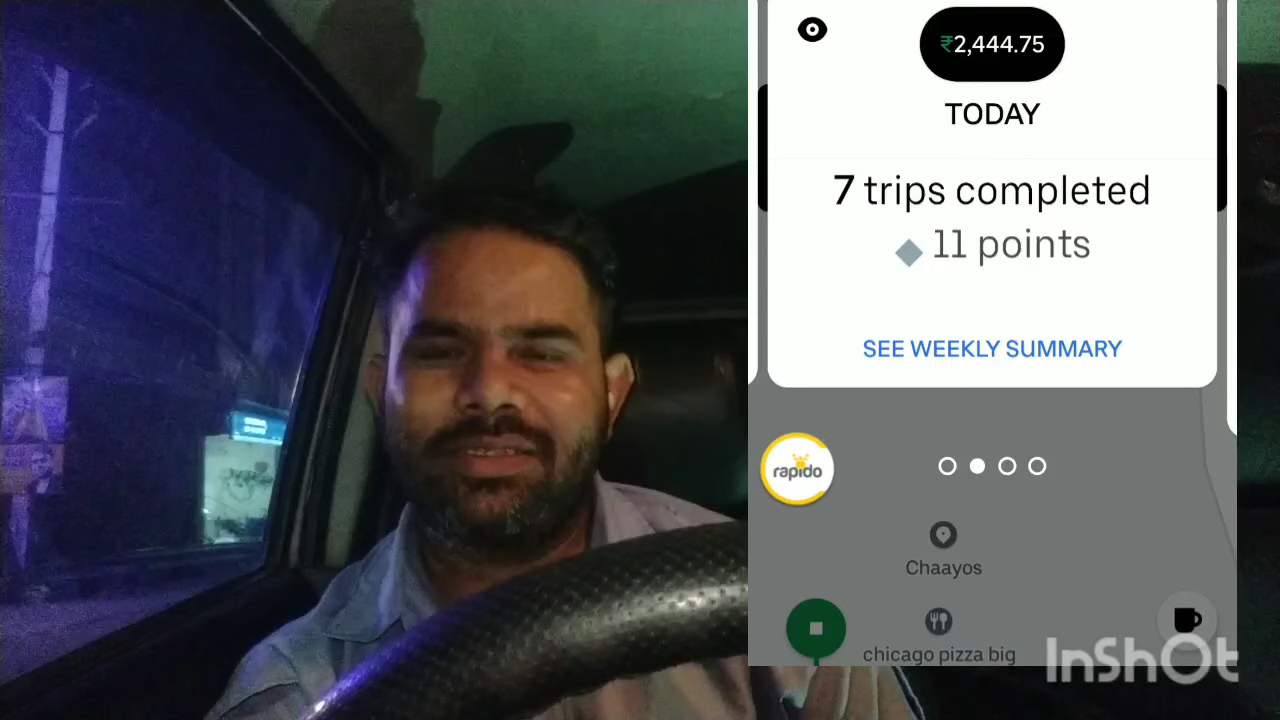 ₹2,444.75
TODAY
7 trips completed
11 points
SEE WEEKLY SUMMARY
rapido
Chaayos
chicago pizza big
InShOt